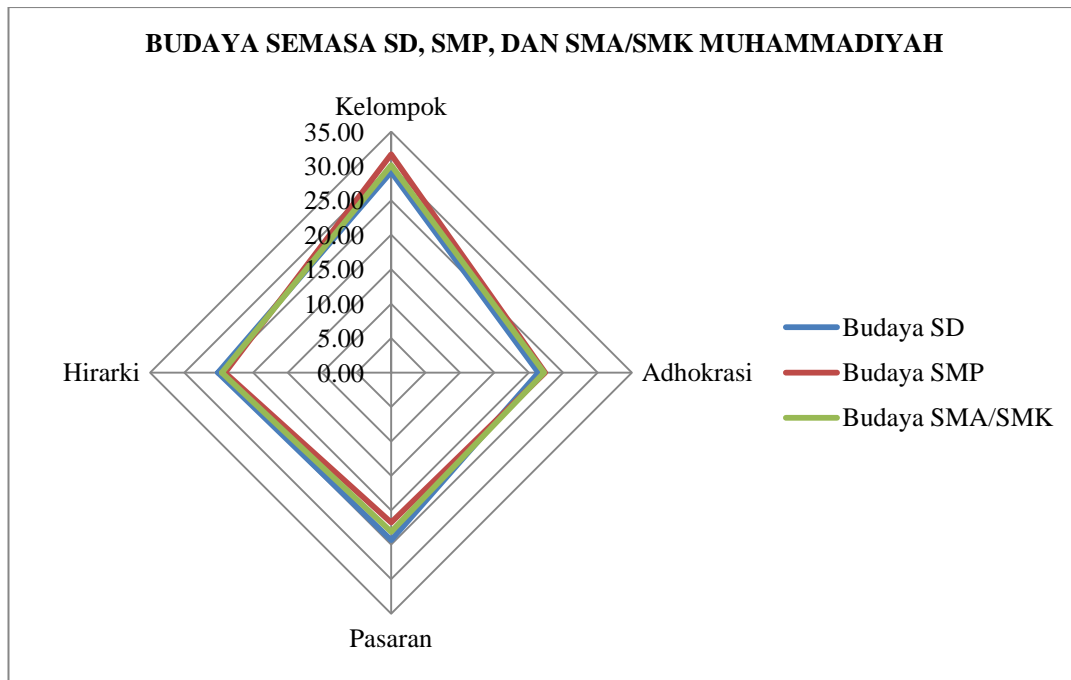 BUDAYA SEMASA SD, SMP, DAN SMA/SMK MUHAMMADIYAH
Kelompok
35.00
30.00
25.00
20.00
15.00
10.00
5.00
0.00
Hirarki
Adhokrasi
Pasaran
Budaya SD
Budaya SMP
Budaya SMA/SMK